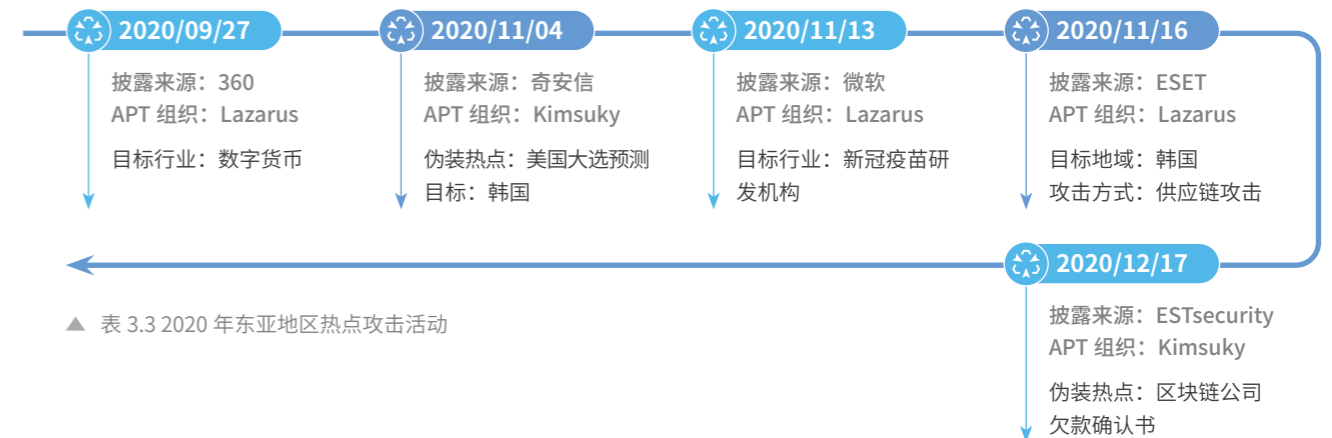 2020/09/27
披露来源：360
APT 组织：Lazarus
目标行业：数字货币
2020/11/04
披露来源：奇安信
APT 组织：Kimsuky
伪装热点：美国大选预测
目标：韩国
2020/11/13
披露来源：微软
APT 组织：Lazarus
目标行业：新冠疫苗研
发机构
2020/11/16
披露来源：ESET
APT 组织：Lazarus
目标地域：韩国
攻击方式：供应链攻击
2020/12/17
披露来源：ESTsecurity
APT 组织：Kimsuky
伪装热点：区块链公司
欠款确认书
▲ 表 3.3 2020 年东亚地区热点攻击活动